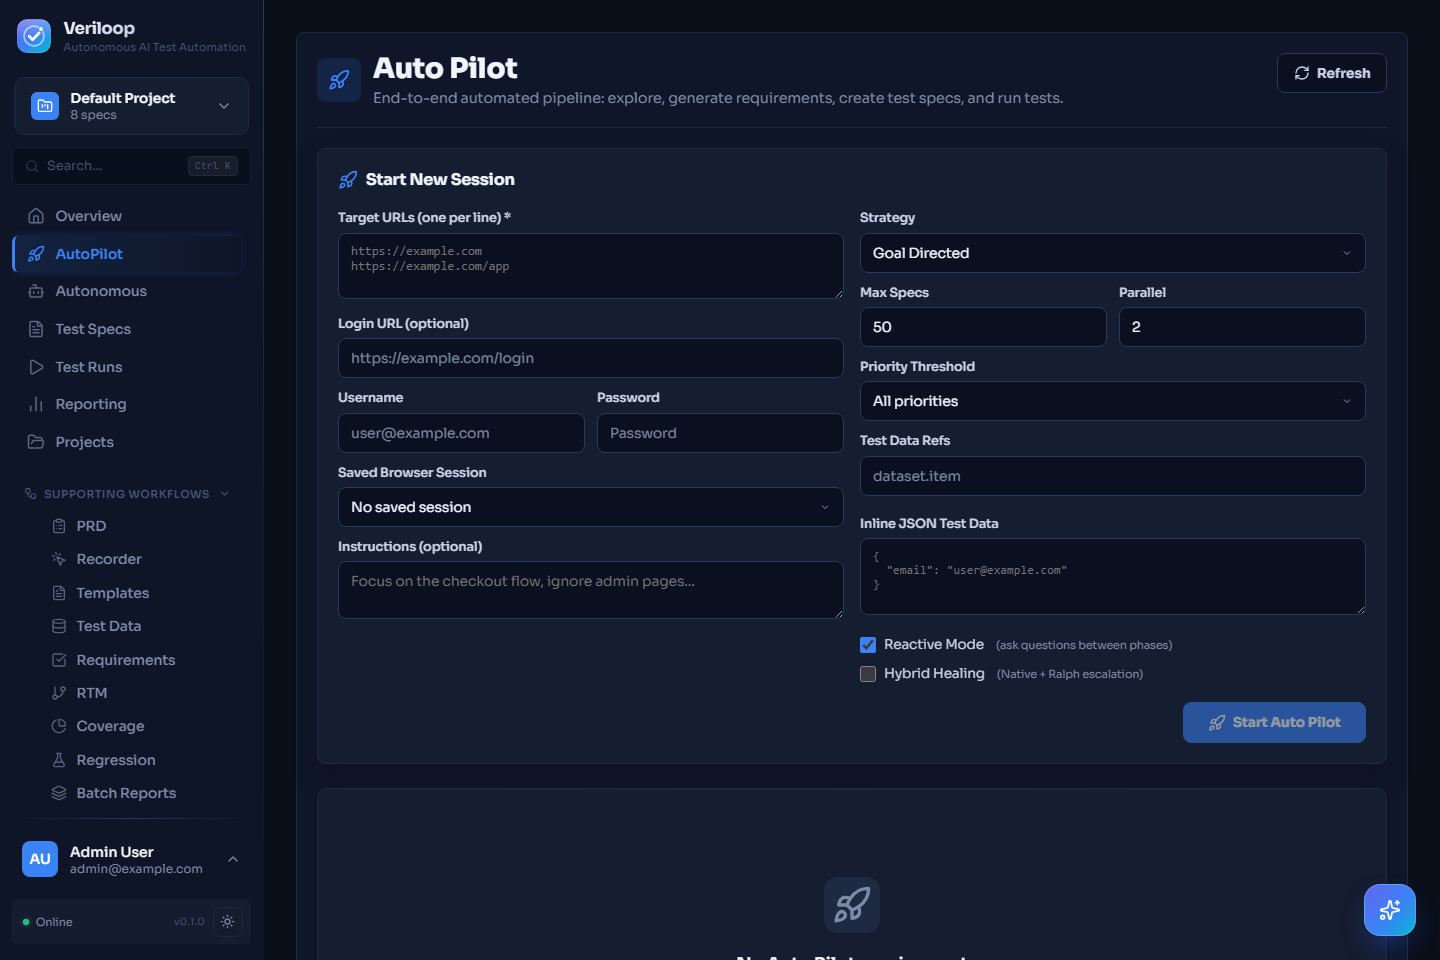 Veriloop
Autonomous AI Test Automation
Default Project
8 specs
Search...
Ctrl K
Overview
AutoPilot
Autonomous
Test Specs
Test Runs
Reporting
Projects
SUPPORTING WORKFLOWS
PRD
Recorder
Templates
Test Data
Requirements
RTM
Coverage
Regression
Batch Reports
AU
Admin User
admin@example.com
Online
v0.1.0
Auto Pilot
End-to-end automated pipeline: explore, generate requirements, create test specs, and run tests.
Refresh
Start New Session
Target URLs (one per line) *
https://example.com
https://example.com/app
Login URL (optional)
https://example.com/login
Username
Password
user@example.com
Password
Saved Browser Session
No saved session
Instructions (optional)
Focus on the checkout flow, ignore admin pages...
Strategy
Goal Directed
Max Specs
Parallel
50
2
Priority Threshold
All priorities
Test Data Refs
dataset.item
Inline JSON Test Data
{
"email": "user@example.com"
}
Reactive Mode (ask questions between phases)
Hybrid Healing (Native + Ralph escalation)
Start Auto Pilot